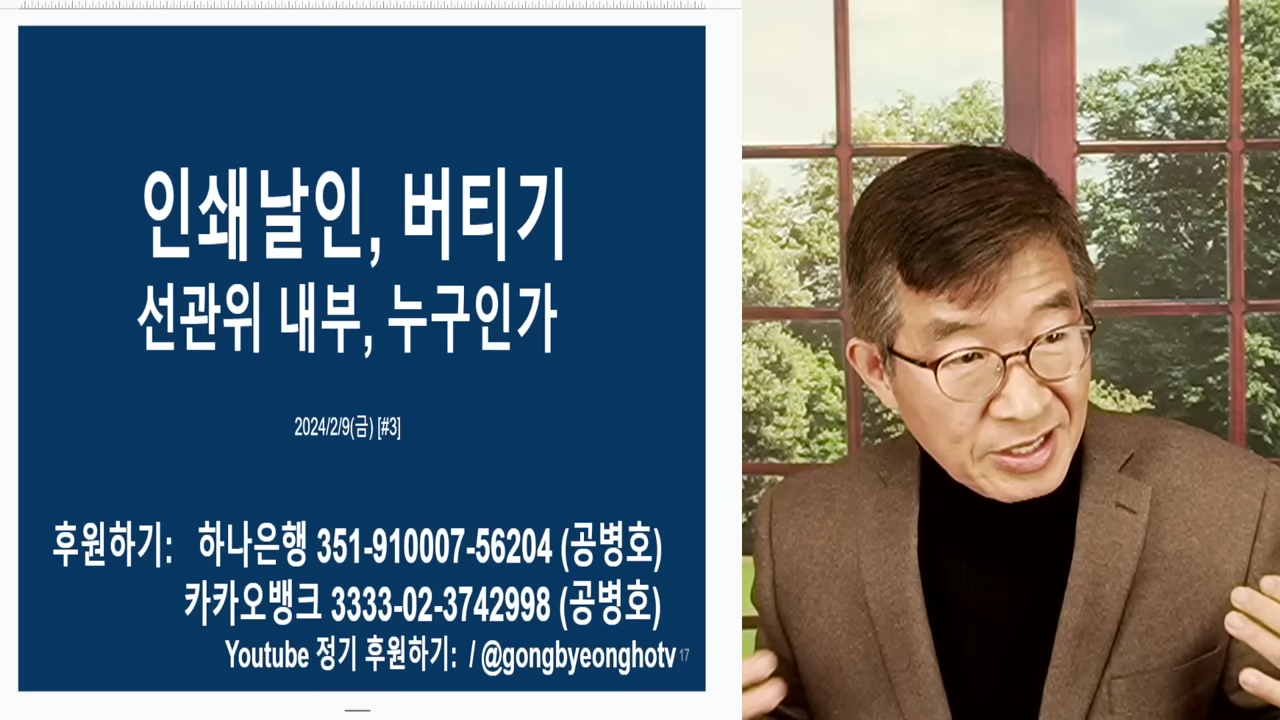 인쇄날인, 버티기
선관위 내부, 누구인가
2024/2/9(금) [#3]
후원하기: 하나은행 351-910007-56204 (공병호)
카카오뱅크 3333-02-3742998 (공병호)
Youtube 정기 후원하기: / @gongbyeonghotv
17